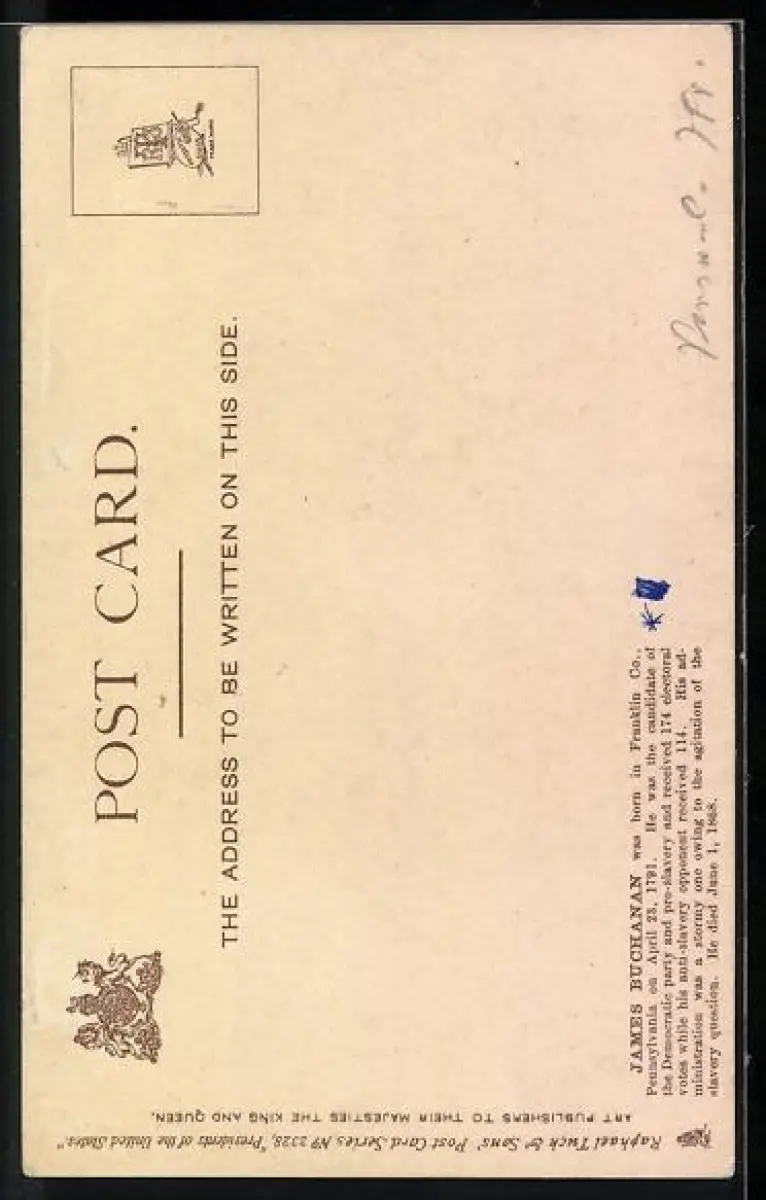 POST CARD.
THE ADDRESS TO BE WRITTEN ON THIS SIDE.
JAMES BUCHANAN was born in Franklin Co.,
Pennsylvania on April 23, 1791. He was the candidate of
the Democratic party and pro-slavery and received 174 electoral
votes while his anti-slavery opponent received 114. His ad-
ministration was a stormy one owing to the agitation of the
slavery question. He died June 1, 1868.
Raphael Tuck & Sons' Post Card Series Nº 2328, "Presidents of the United States."
ART PUBLISHERS TO THEIR MAJESTIES THE KING AND QUEEN.